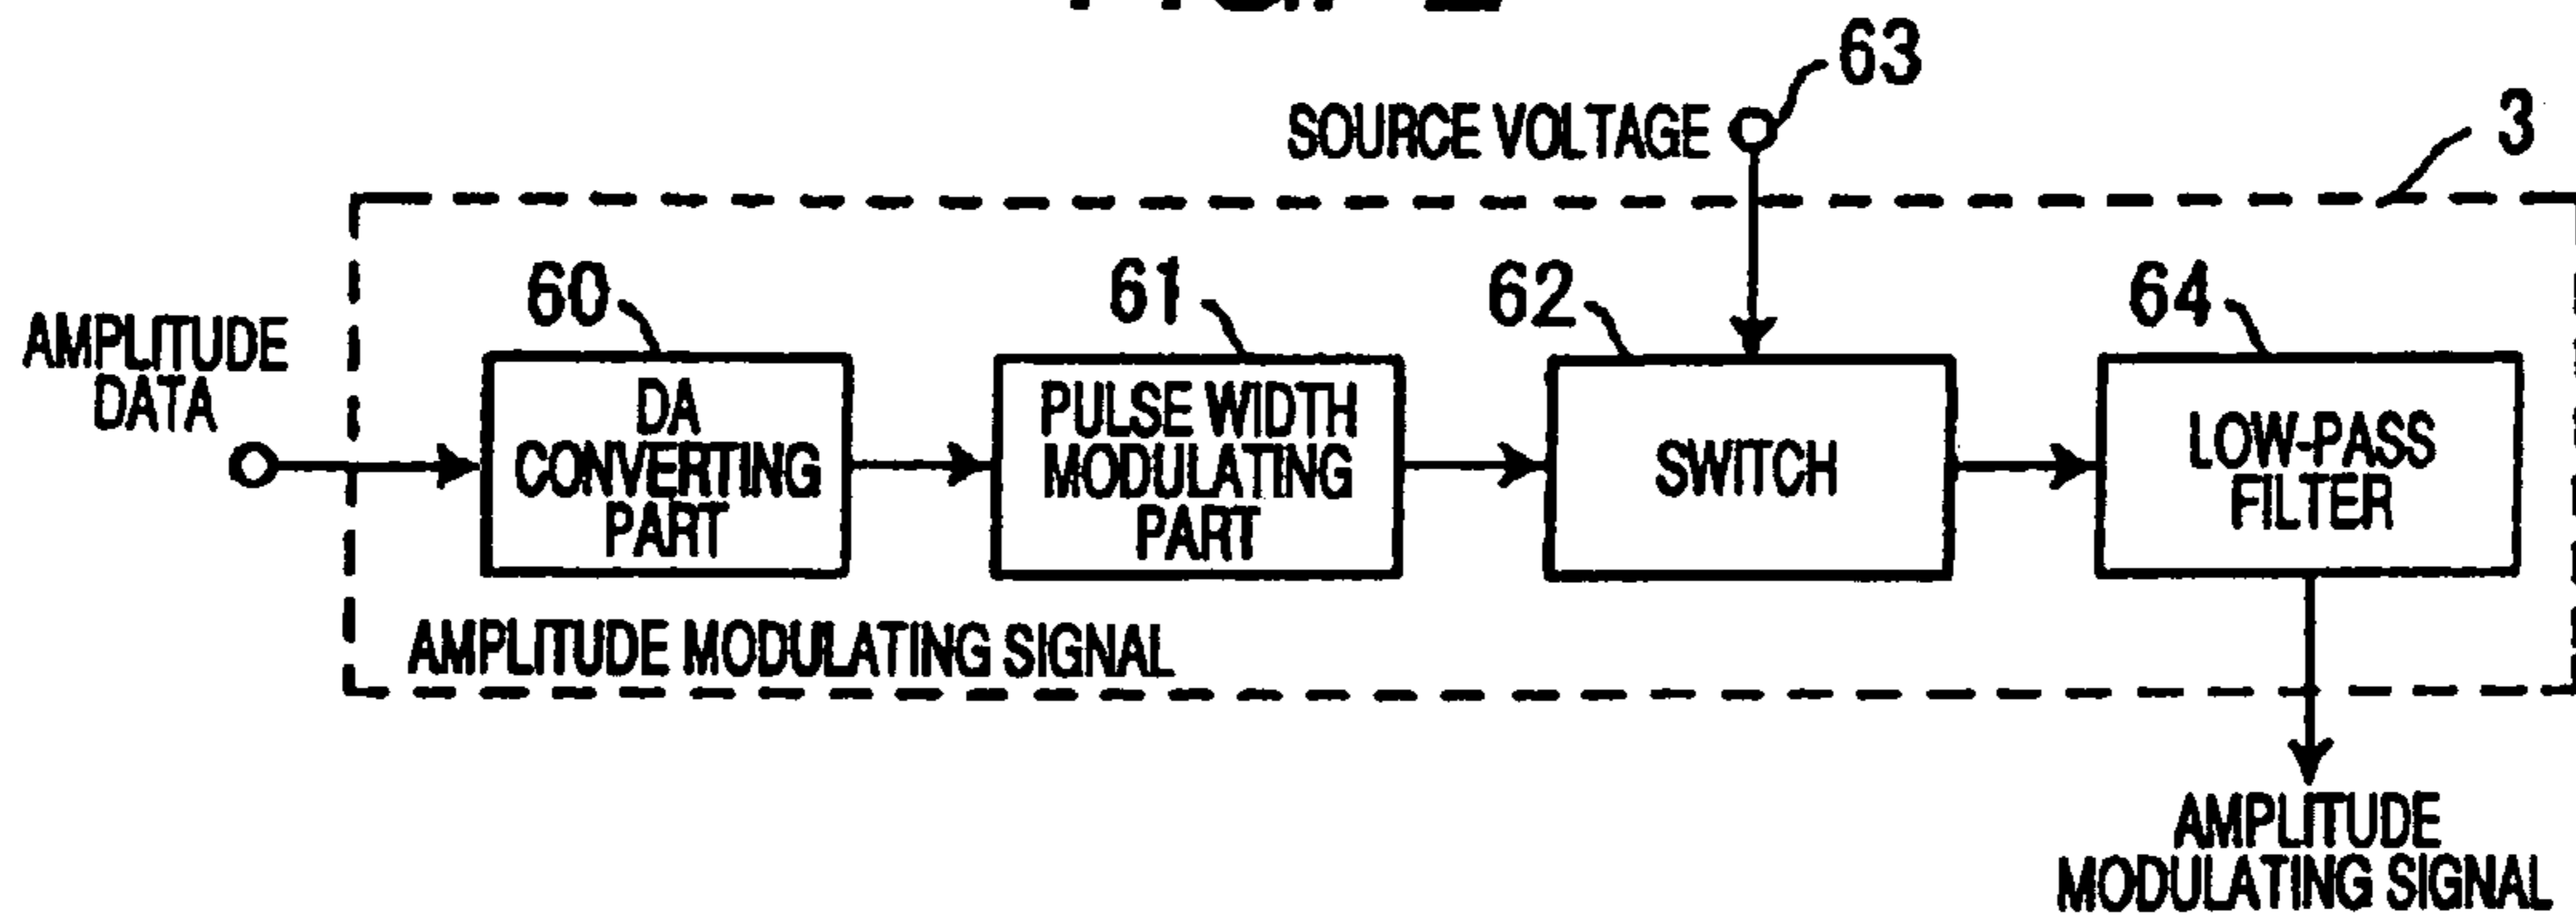 63
SOURCE VOLTAGE
3
60
61
62
64
AMPLITUDE
DATA
DA
CONVERTING
PART
PULSE WIDTH
MODULATING
PART
SWITCH
LOW-PASS
FILTER
AMPLITUDE MODULATING SIGNAL
AMPLITUDE
MODULATING SIGNAL